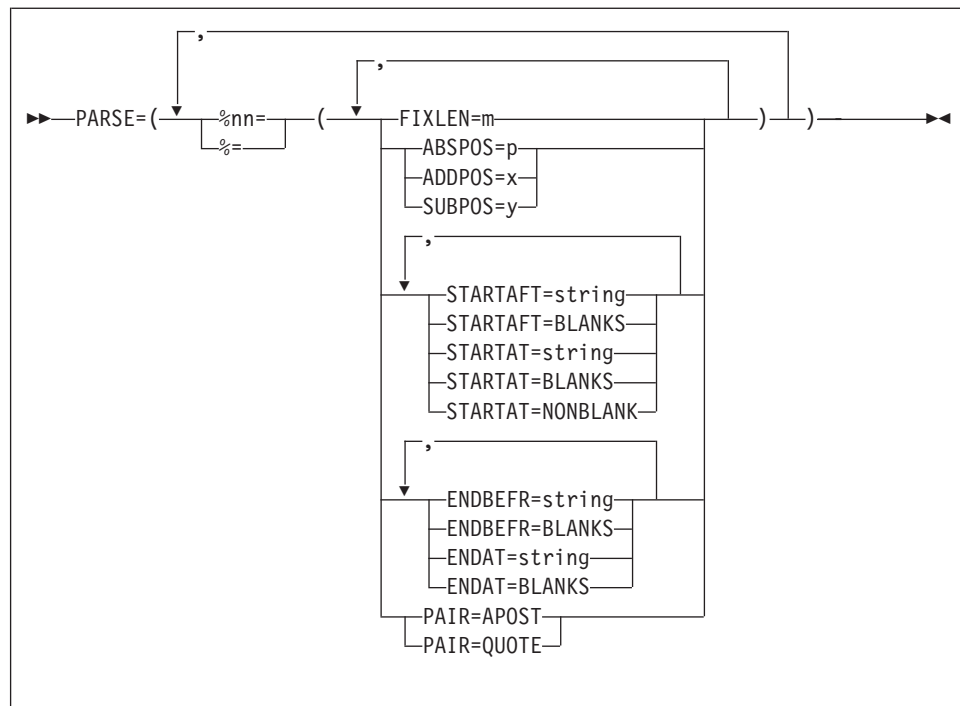 ,
,
PARSE=( %nn= ( FIXLEN=m ) )
%= ABSPOS=p
ADDPOS=x
SUBPOS=y
,
STARTAFT=string
STARTAFT=BLANKS
STARTAT=string
STARTAT=BLANKS
STARTAT=NONBLANK
,
ENDBEFR=string
ENDBEFR=BLANKS
ENDAT=string
ENDAT=BLANKS
PAIR=APOST
PAIR=QUOTE